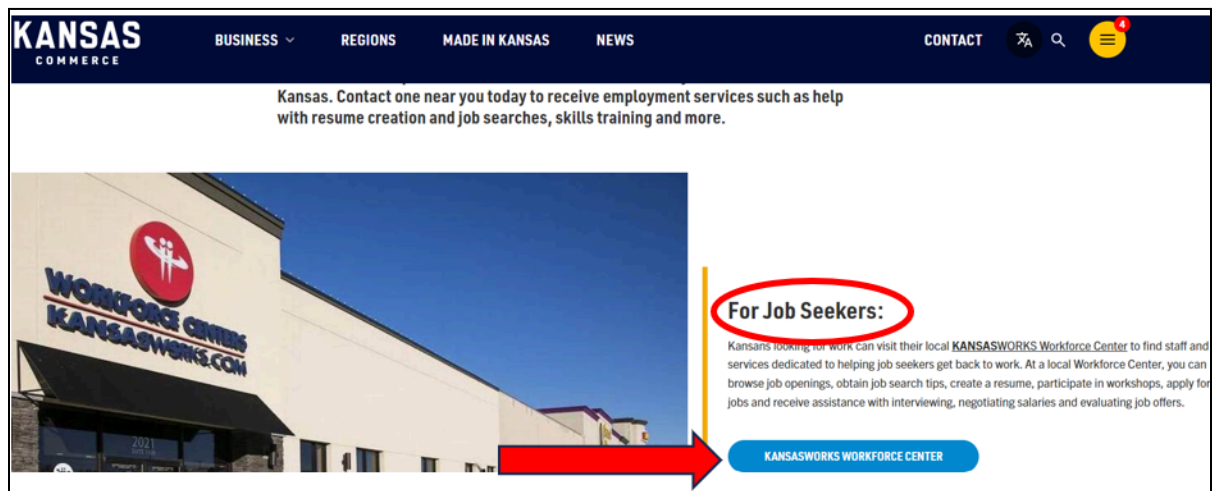 KANSAS
COMMERCE
BUSINESS
REGIONS
MADE IN KANSAS
NEWS
CONTACT
4
Kansas. Contact one near you today to receive employment services such as help
with resume creation and job searches, skills training and more.
WORKFORCE CENTERS
KANSASWORKS.COM
2021
For Job Seekers:
Kansans looking for work can visit their local KANSASWORKS Workforce Center to find staff and
services dedicated to helping job seekers get back to work. At a local Workforce Center, you can
browse job openings, obtain job search tips, create a resume, participate in workshops, apply for
jobs and receive assistance with interviewing, negotiating salaries and evaluating job offers.
KANSASWORKS WORKFORCE CENTER